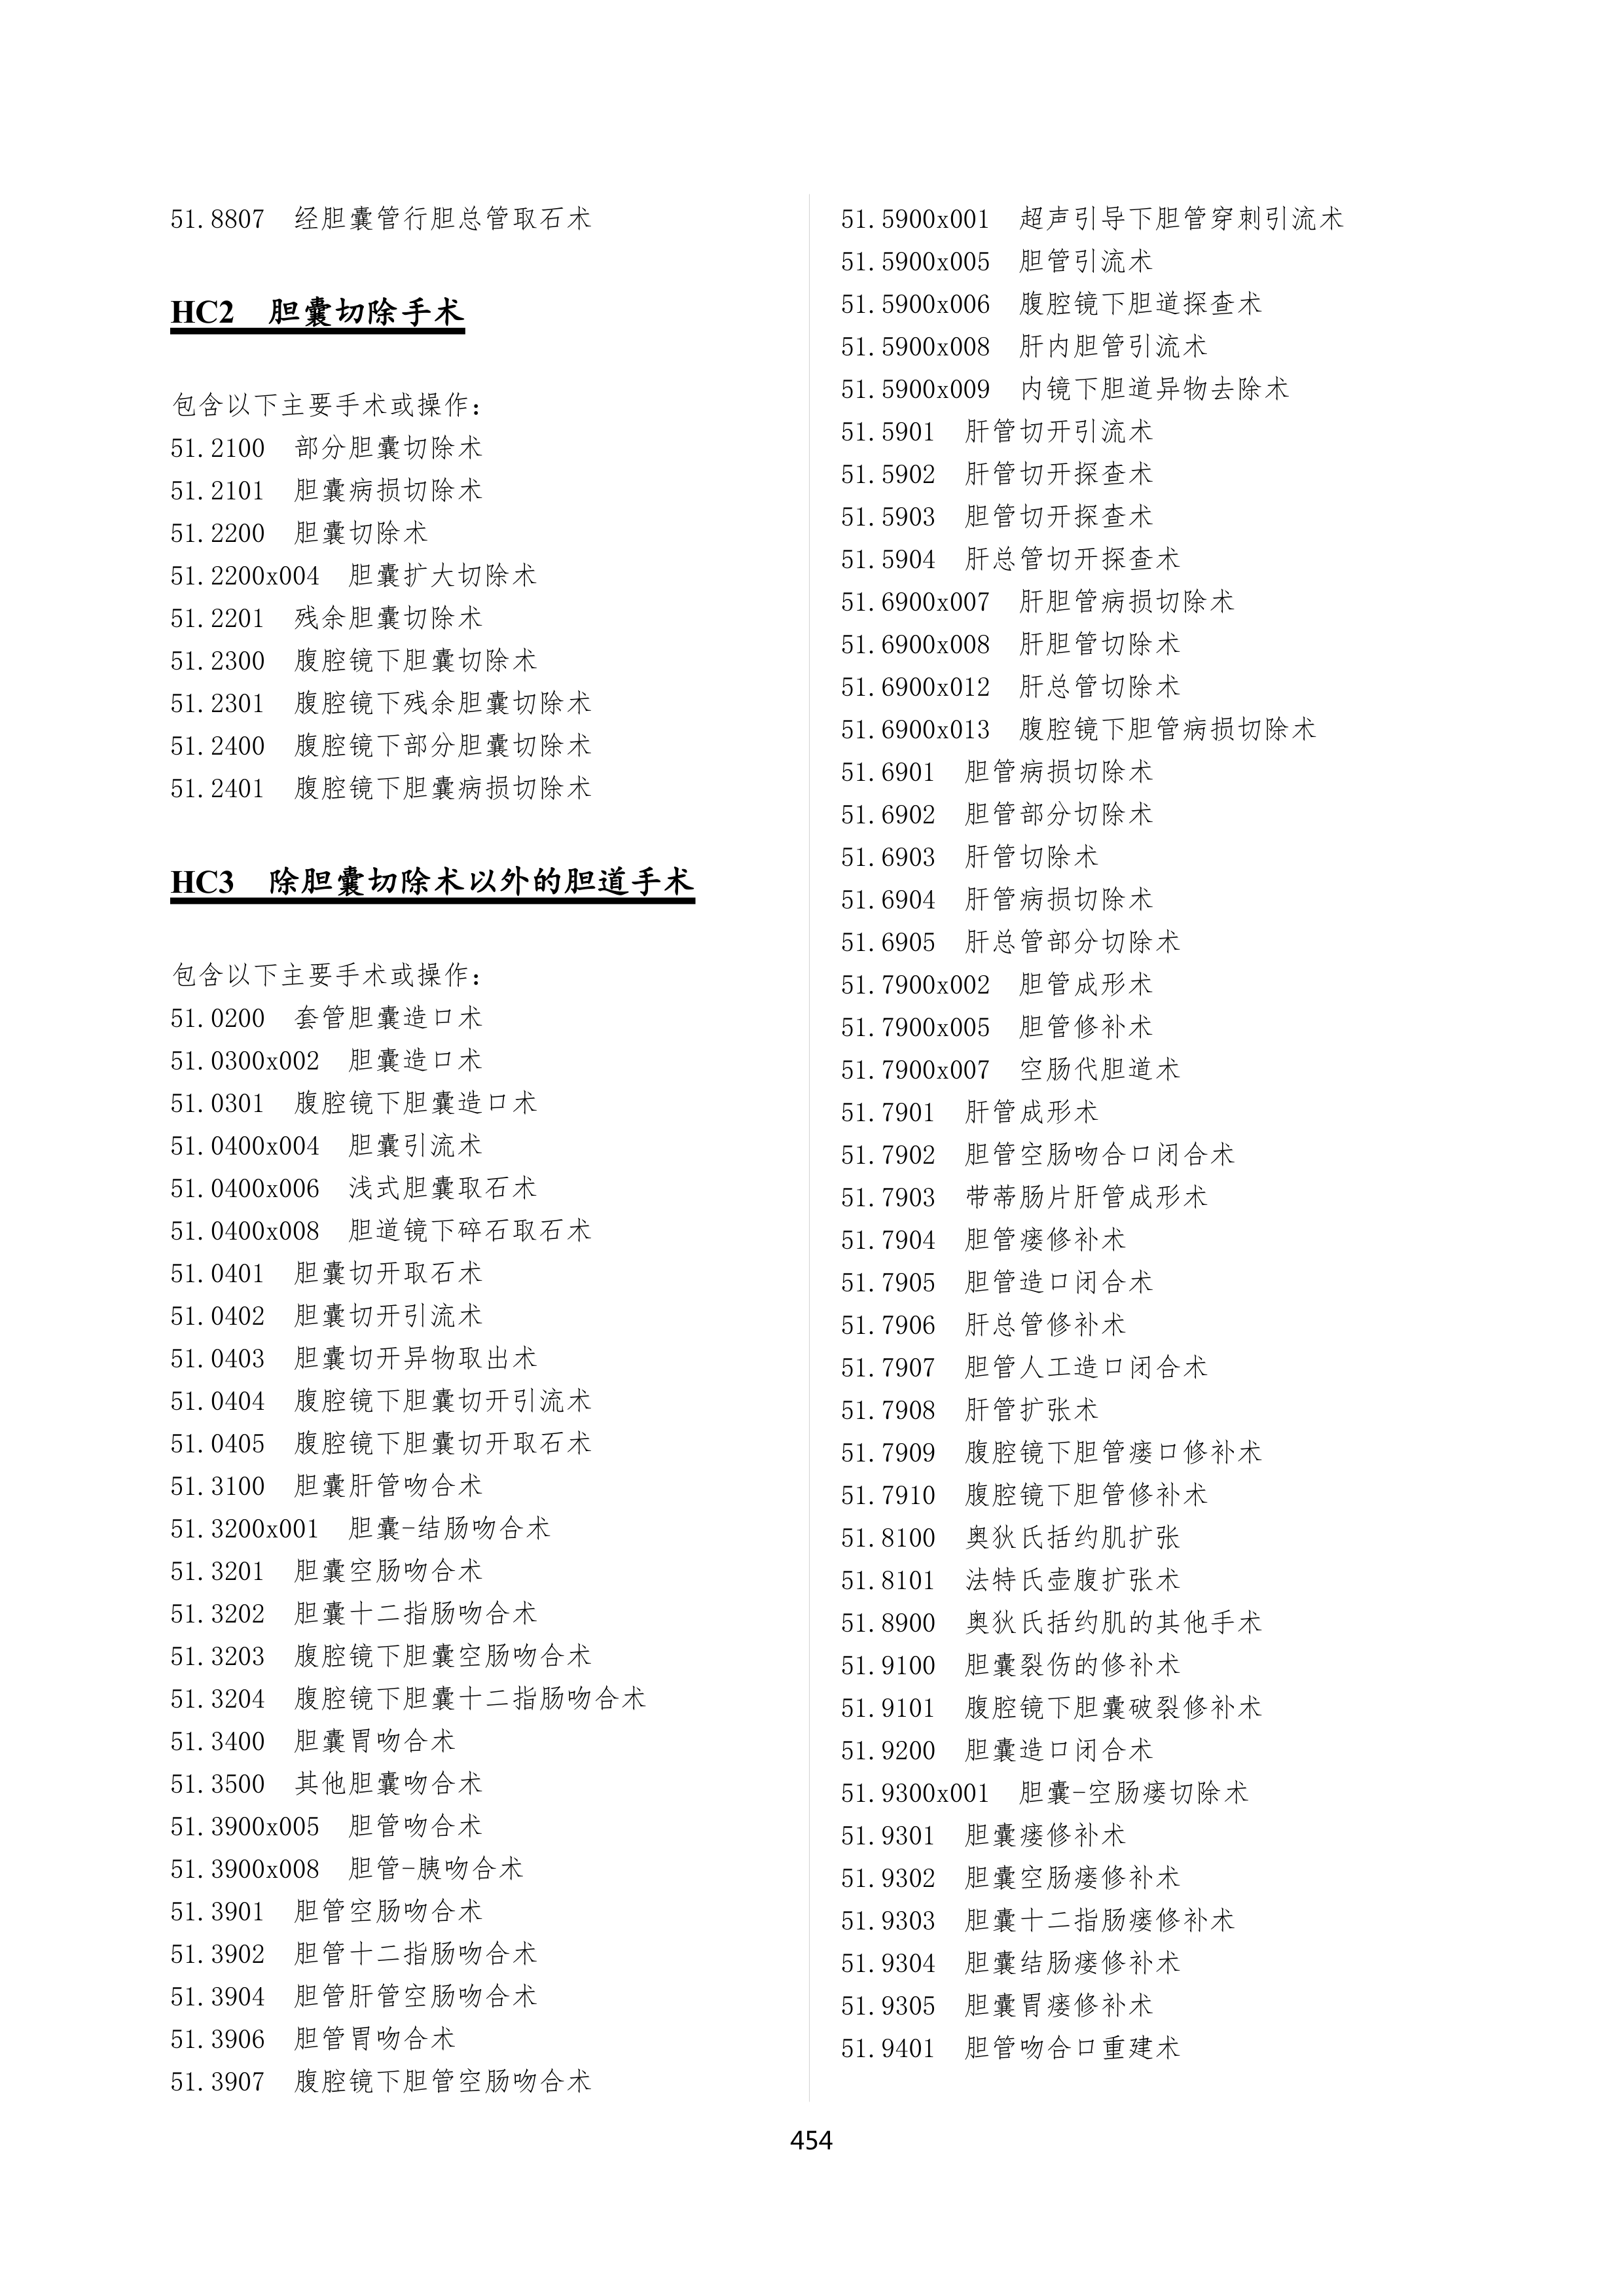 51.8807 经胆囊管行胆总管取石术
HC2 胆囊切除手术
包含以下主要手术或操作：
51.2100 部分胆囊切除术
51.2101 胆囊病损切除术
51.2200 胆囊切除术
51.2200x004 胆囊扩大切除术
51.2201 残余胆囊切除术
51.2300 腹腔镜下胆囊切除术
51.2301 腹腔镜下残余胆囊切除术
51.2400 腹腔镜下部分胆囊切除术
51.2401 腹腔镜下胆囊病损切除术
HC3 除胆囊切除术以外的胆道手术
包含以下主要手术或操作：
51.0200 套管胆囊造口术
51.0300x002 胆囊造口术
51.0301 腹腔镜下胆囊造口术
51.0400x004 胆囊引流术
51.0400x006 浅式胆囊取石术
51.0400x008 胆道镜下碎石取石术
51.0401 胆囊切开取石术
51.0402 胆囊切开引流术
51.0403 胆囊切开异物取出术
51.0404 腹腔镜下胆囊切开引流术
51.0405 腹腔镜下胆囊切开取石术
51.3100 胆囊肝管吻合术
51.3200x001 胆囊-结肠吻合术
51.3201 胆囊空肠吻合术
51.3202 胆囊十二指肠吻合术
51.3203 腹腔镜下胆囊空肠吻合术
51.3204 腹腔镜下胆囊十二指肠吻合术
51.3400 胆囊胃吻合术
51.3500 其他胆囊吻合术
51.3900x005 胆管吻合术
51.3900x008 胆管-胰吻合术
51.3901 胆管空肠吻合术
51.3902 胆管十二指肠吻合术
51.3904 胆管肝管空肠吻合术
51.3906 胆管胃吻合术
51.3907 腹腔镜下胆管空肠吻合术
51.5900x001 超声引导下胆管穿刺引流术
51.5900x005 胆管引流术
51.5900x006 腹腔镜下胆道探查术
51.5900x008 肝内胆管引流术
51.5900x009 内镜下胆道异物去除术
51.5901 肝管切开引流术
51.5902 肝管切开探查术
51.5903 胆管切开探查术
51.5904 肝总管切开探查术
51.6900x007 肝胆管病损切除术
51.6900x008 肝胆管切除术
51.6900x012 肝总管切除术
51.6900x013 腹腔镜下胆管病损切除术
51.6901 胆管病损切除术
51.6902 胆管部分切除术
51.6903 肝管切除术
51.6904 肝管病损切除术
51.6905 肝总管部分切除术
51.7900x002 胆管成形术
51.7900x005 胆管修补术
51.7900x007 空肠代胆道术
51.7901 肝管成形术
51.7902 胆管空肠吻合口闭合术
51.7903 带蒂肠片肝管成形术
51.7904 胆管瘘修补术
51.7905 胆管造口闭合术
51.7906 肝总管修补术
51.7907 胆管人工造口闭合术
51.7908 肝管扩张术
51.7909 腹腔镜下胆管瘘口修补术
51.7910 腹腔镜下胆管修补术
51.8100 奥狄氏括约肌扩张
51.8101 法特氏壶腹扩张术
51.8900 奥狄氏括约肌的其他手术
51.9100 胆囊裂伤的修补术
51.9101 腹腔镜下胆囊破裂修补术
51.9200 胆囊造口闭合术
51.9300x001 胆囊-空肠瘘切除术
51.9301 胆囊瘘修补术
51.9302 胆囊空肠瘘修补术
51.9303 胆囊十二指肠瘘修补术
51.9304 胆囊结肠瘘修补术
51.9305 胆囊胃瘘修补术
51.9401 胆管吻合口重建术
454